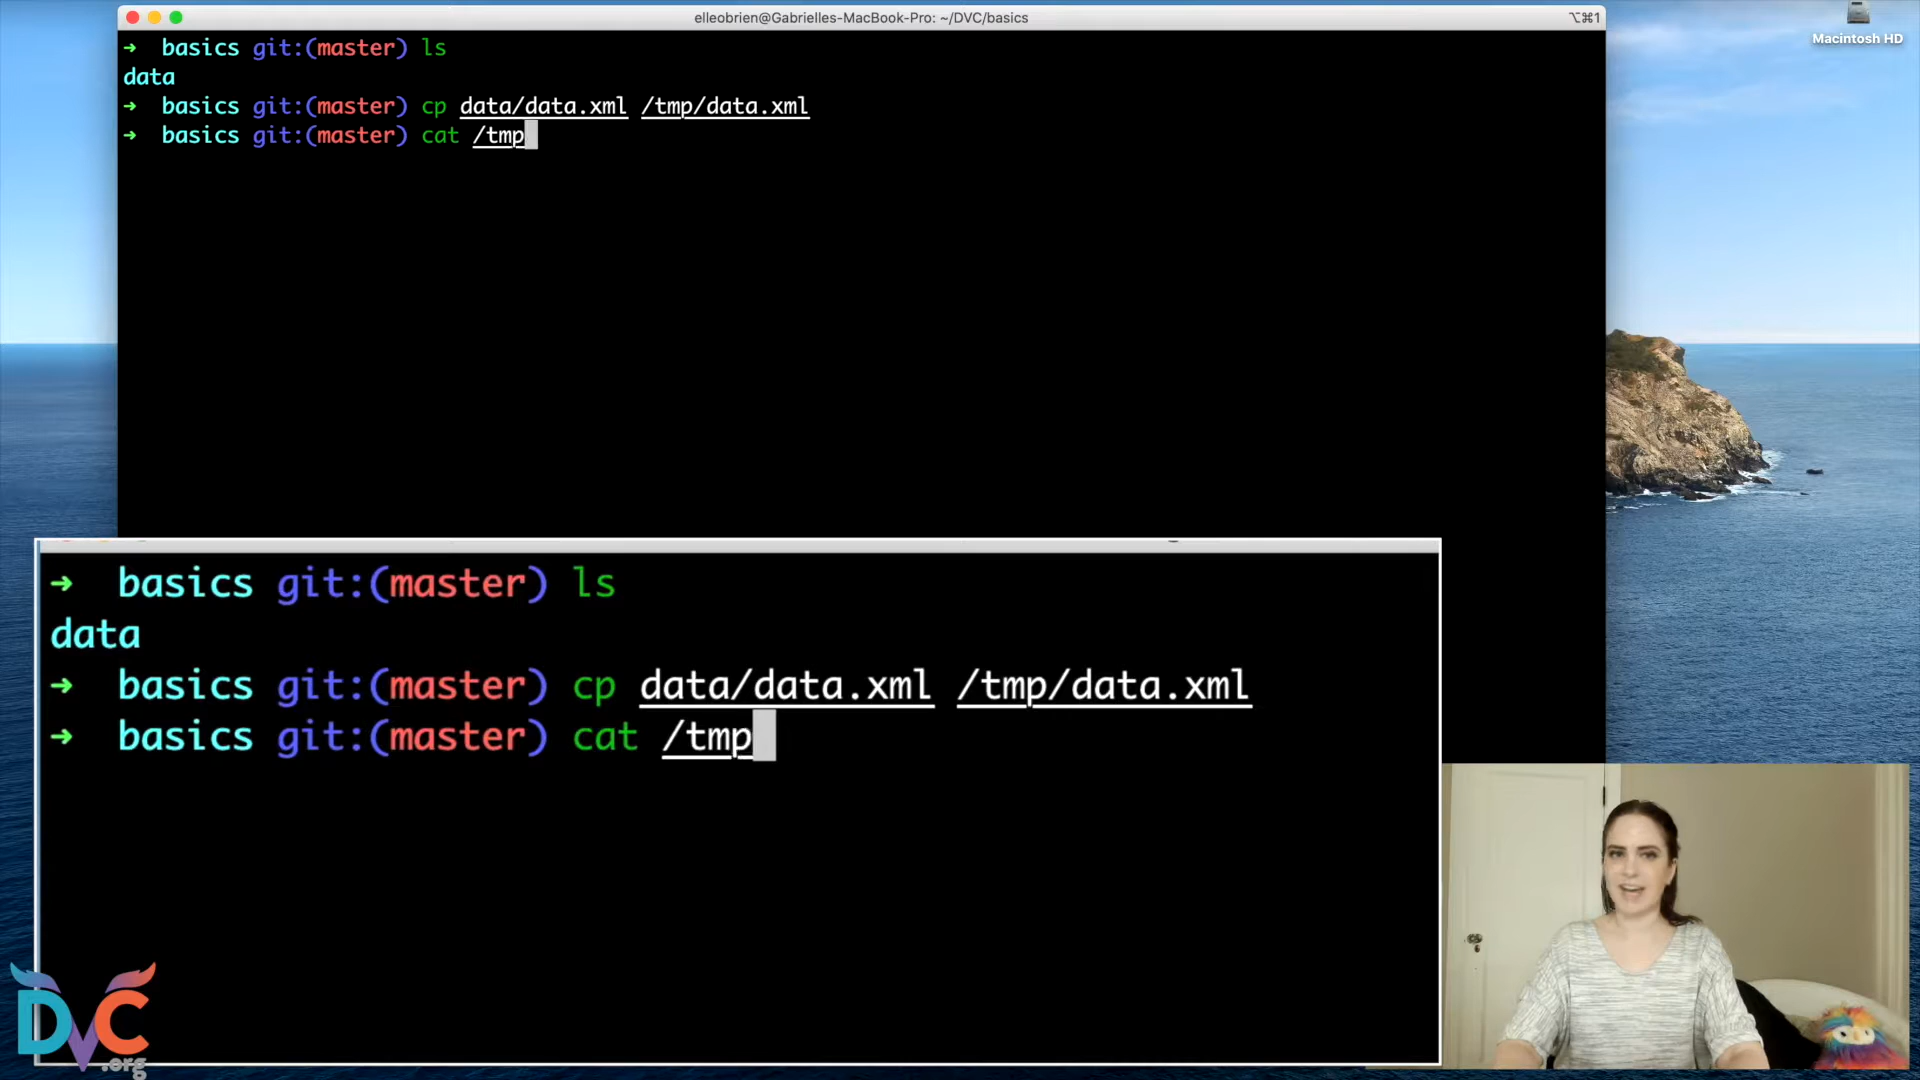 elleobrien@Gabrielles-MacBook-Pro: ~/DVC/basics
⌥⌘1
Macintosh HD
➜ basics git:(master) ls
data
➜ basics git:(master) cp data/data.xml /tmp/data.xml
➜ basics git:(master) cat /tmp
➜ basics git:(master) ls
data
➜ basics git:(master) cp data/data.xml /tmp/data.xml
➜ basics git:(master) cat /tmp
DVC
.org